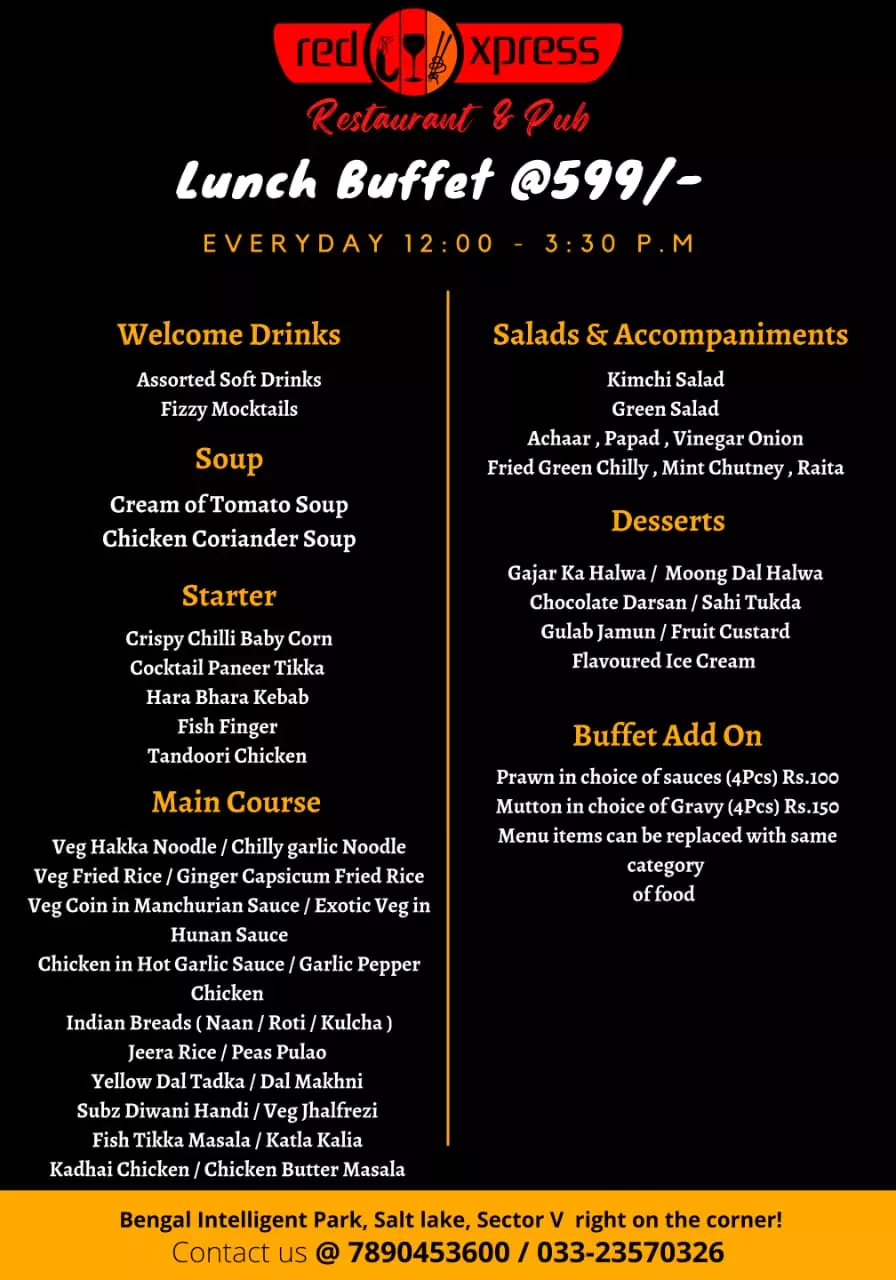 red xpress
Restaurant & Pub
Lunch Buffet @599/-
EVERYDAY 12:00 - 3:30 P.M
Welcome Drinks
Assorted Soft Drinks
Fizzy Mocktails
Soup
Cream of Tomato Soup
Chicken Coriander Soup
Starter
Crispy Chilli Baby Corn
Cocktail Paneer Tikka
Hara Bhara Kebab
Fish Finger
Tandoori Chicken
Main Course
Veg Hakka Noodle / Chilly garlic Noodle
Veg Fried Rice / Ginger Capsicum Fried Rice
Veg Coin in Manchurian Sauce / Exotic Veg in
Hunan Sauce
Chicken in Hot Garlic Sauce / Garlic Pepper
Chicken
Indian Breads ( Naan / Roti / Kulcha )
Jeera Rice / Peas Pulao
Yellow Dal Tadka / Dal Makhni
Subz Diwani Handi / Veg Jhalfrezi
Fish Tikka Masala / Katla Kalia
Kadhai Chicken / Chicken Butter Masala
Salads & Accompaniments
Kimchi Salad
Green Salad
Achaar , Papad , Vinegar Onion
Fried Green Chilly , Mint Chutney , Raita
Desserts
Gajar Ka Halwa / Moong Dal Halwa
Chocolate Darsan / Sahi Tukda
Gulab Jamun / Fruit Custard
Flavoured Ice Cream
Buffet Add On
Prawn in choice of sauces (4Pcs) Rs.100
Mutton in choice of Gravy (4Pcs) Rs.150
Menu items can be replaced with same
category
of food
Bengal Intelligent Park, Salt lake, Sector V right on the corner!
Contact us @ 7890453600 / 033-23570326